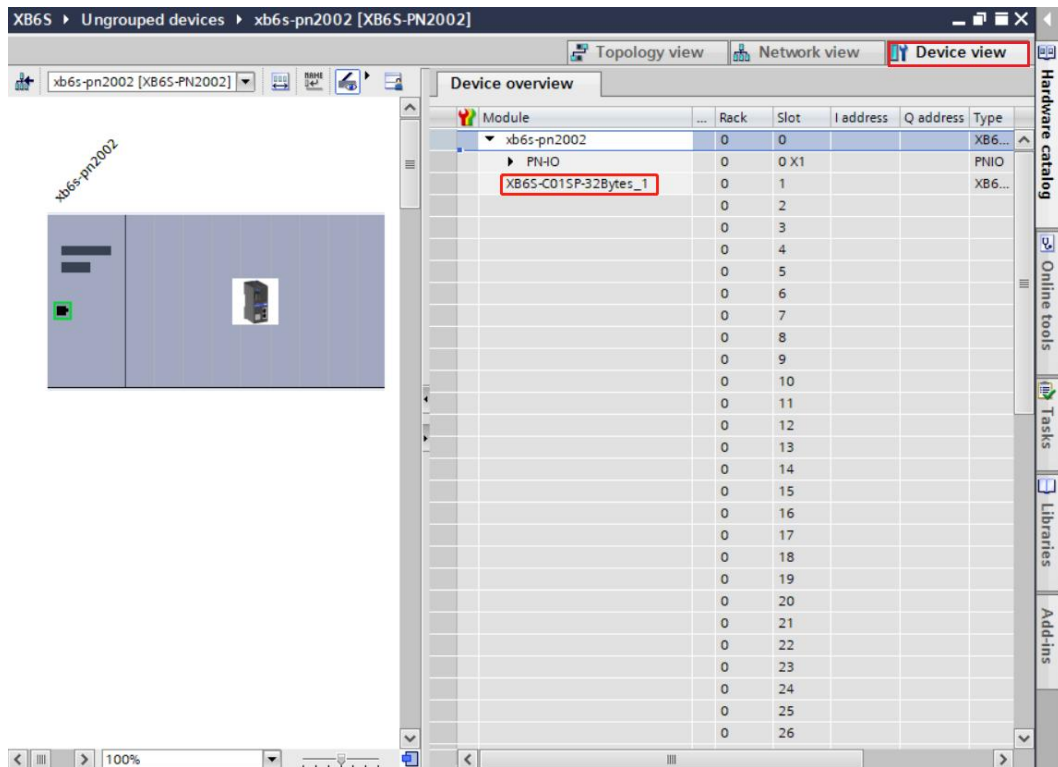 XB6S ▸ Ungrouped devices ▸ xb6s-pn2002 [XB6S-PN2002]
Topology view Network view Device view
xb6s-pn2002 [XB6S-PN2002]
Device overview
Module ... Rack Slot I address Q address Type
xb6s-pn2002 0 0 XB6...
PN-IO 0 0 X1 PNIO
XB6S-C01SP-32Bytes_1 0 1 XB6...
0 2
0 3
0 4
0 5
0 6
0 7
0 8
0 9
0 10
0 11
0 12
0 13
0 14
0 15
0 16
0 17
0 18
0 19
0 20
0 21
0 22
0 23
0 24
0 25
0 26
xb6s-pn2002
100%
Hardware catalog
Online tools
Tasks
Libraries
Add-ins